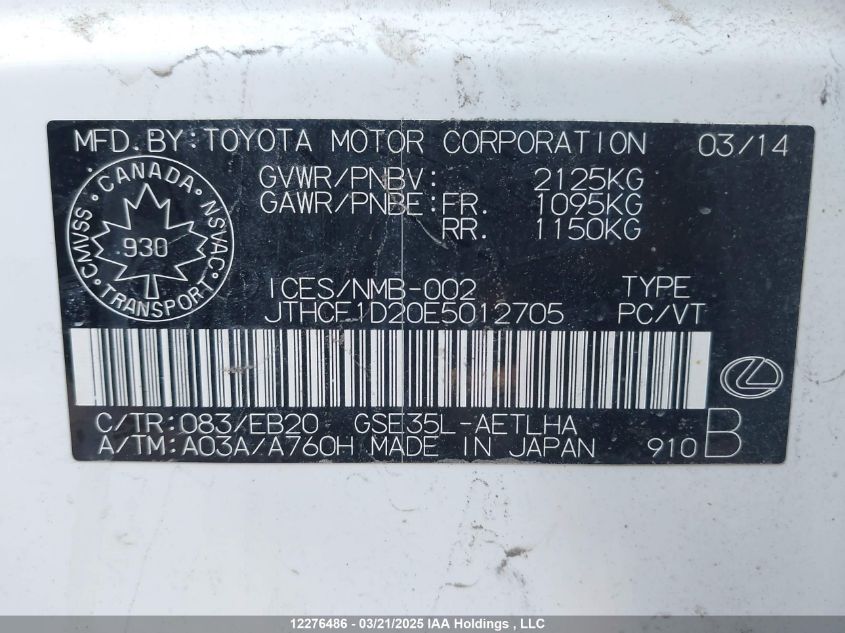 MFD.BY:TOYOTA MOTOR CORPORATION 03/14
GVWR/PNBV: 2125KG
GAWR/PNBE:FR. 1095KG
RR. 1150KG
CANADA
CMVSS NSVAC
930
TRANSPORT
ICES/NMB-002 TYPE
JTHCF1D20E5012705 PC/VT
C/TR:083/EB20 GSE35L-AETLHA
A/TM:A03A/A760H MADE IN JAPAN 910 B
12276486 - 03/21/2025 IAA Holdings , LLC